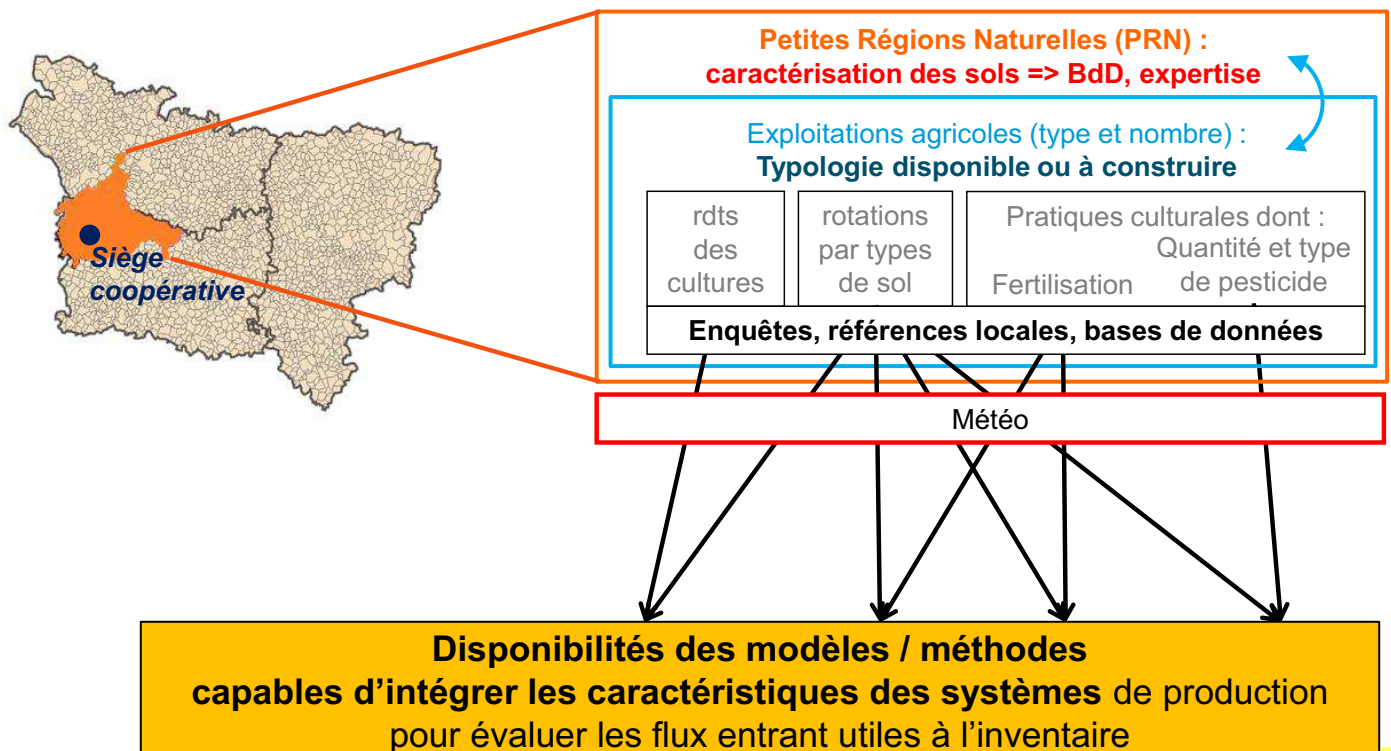 Petites Régions Naturelles (PRN) :
caractérisation des sols => BdD, expertise
Exploitations agricoles (type et nombre) :
Typologie disponible ou à construire
rdts
des
cultures
rotations
par types
de sol
Pratiques culturales dont :
Quantité et type
Fertilisation de pesticide
Enquêtes, références locales, bases de données
Siège
coopérative
Météo
Disponibilités des modèles / méthodes
capables d'intégrer les caractéristiques des systèmes de production
pour évaluer les flux entrant utiles à l'inventaire